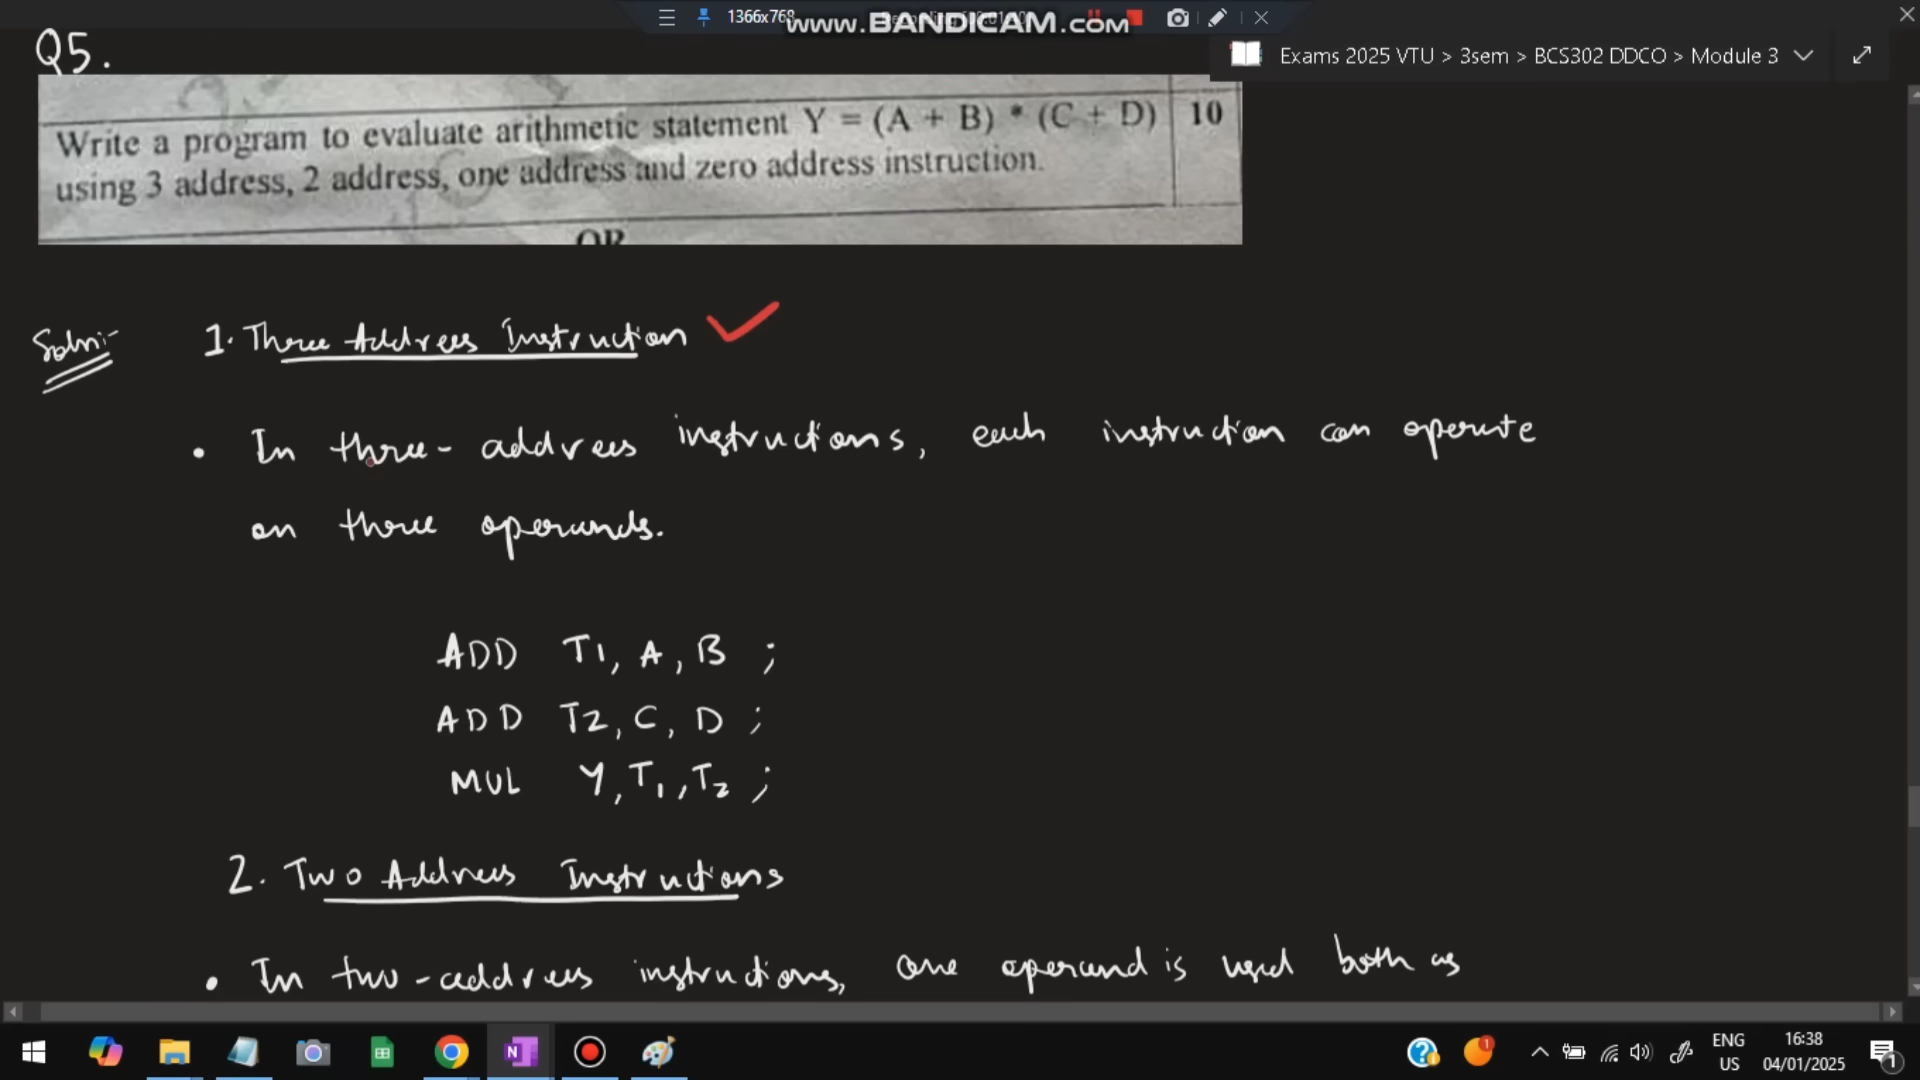 1366x768
www.BANDICAM.com
Q5.
Exams 2025 VTU > 3sem > BCS302 DDCO > Module 3
Write a program to evaluate arithmetic statement Y = (A + B) * (C + D) 10
using 3 address, 2 address, one address and zero address instruction.
OR
Soln:-
1. Three Address Instruction
• In three-address instructions, each instruction can operate
on three operands.
ADD T1, A, B ;
ADD T2, C, D ;
MUL Y, T1, T2 ;
2. Two Address Instructions
• In two-address instructions, one operand is used both as
ENG
US
16:38
04/01/2025